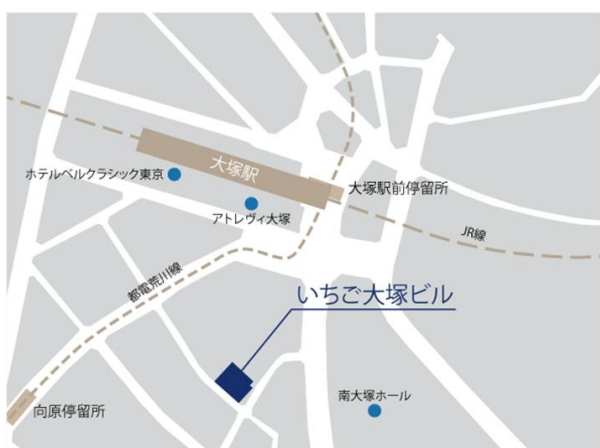 大塚駅
ホテルベルクラシック東京
大塚駅前停留所
アトレヴィ大塚
JR線
都電荒川線
いちご大塚ビル
南大塚ホール
向原停留所